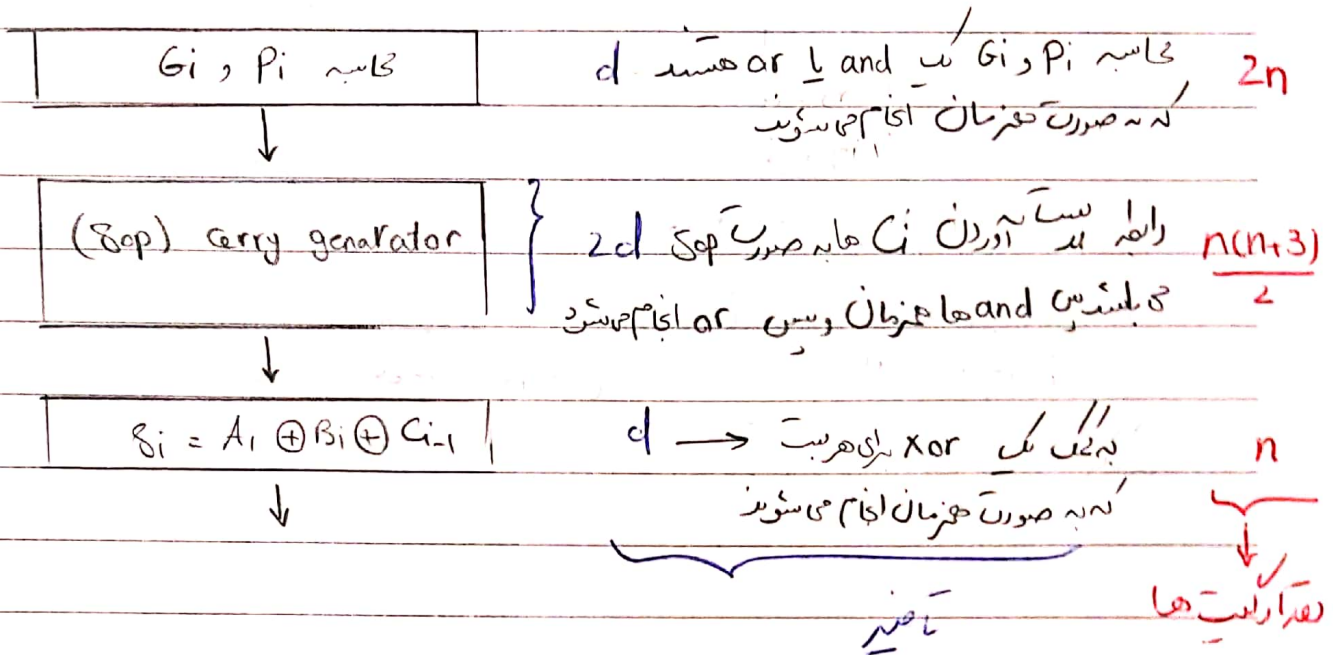 محاسبه Pi و Gi
محاسبه Pi و Gi یک and یا or هستند d
2n
که به صورت همزمان انجام می‌شوند
(Sop) carry genarator
رابطه بدست آوردن Ci ها به صورت Sop 2d
می باشد پس and ها همزمان و سپس or انجام می‌شود
n(n+3)
2
Si = Ai ⊕ Bi ⊕ Ci-1
به کمک یک xor برای هر بیت → d
n
که به صورت همزمان انجام می شوند
تاخیر
تعداد گیت ها